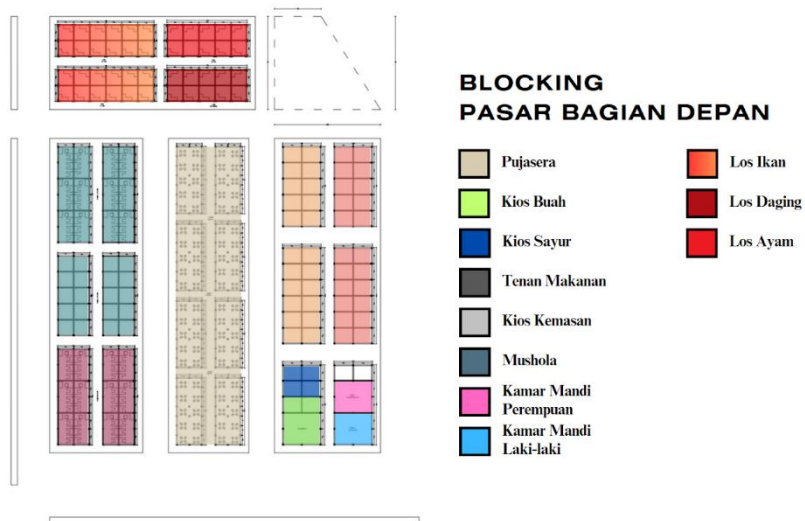 BLOCKING
PASAR BAGIAN DEPAN
Pujasera
Kios Buah
Kios Sayur
Tenan Makanan
Kios Kemasan
Mushola
Kamar Mandi
Perempuan
Kamar Mandi
Laki-laki
Los Ikan
Los Daging
Los Ayam